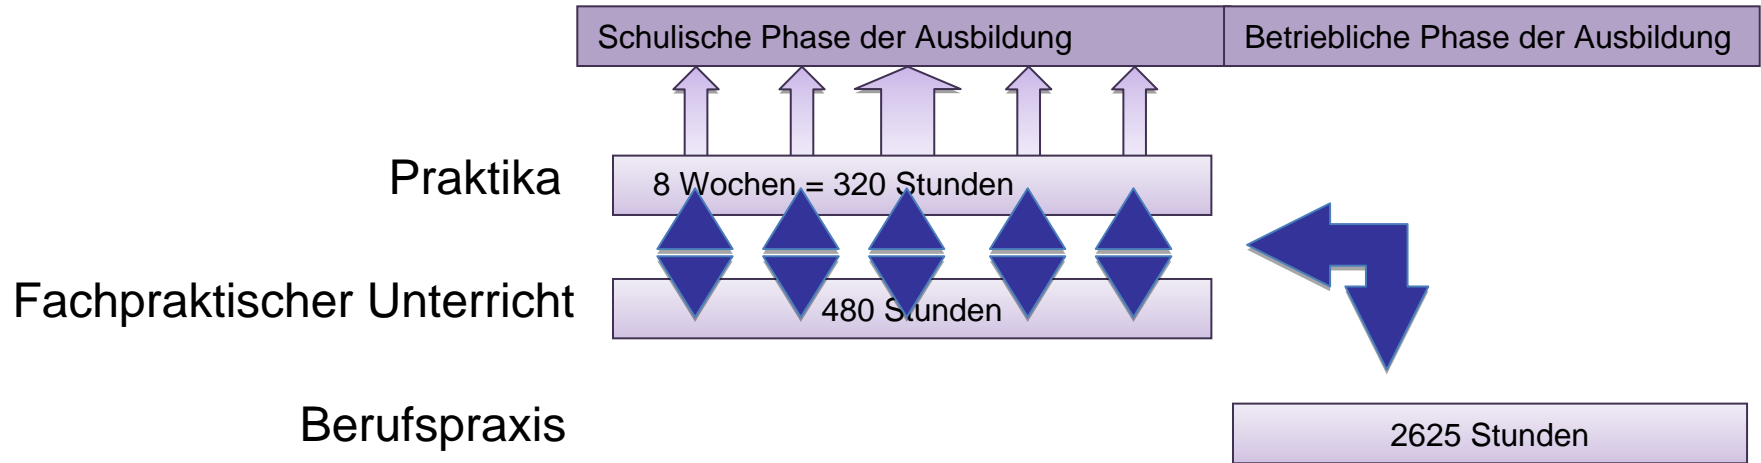 Schulische Phase der Ausbildung
Betriebliche Phase der Ausbildung
Praktika
8 Wochen = 320 Stunden
Fachpraktischer Unterricht
480 Stunden
Berufspraxis
2625 Stunden